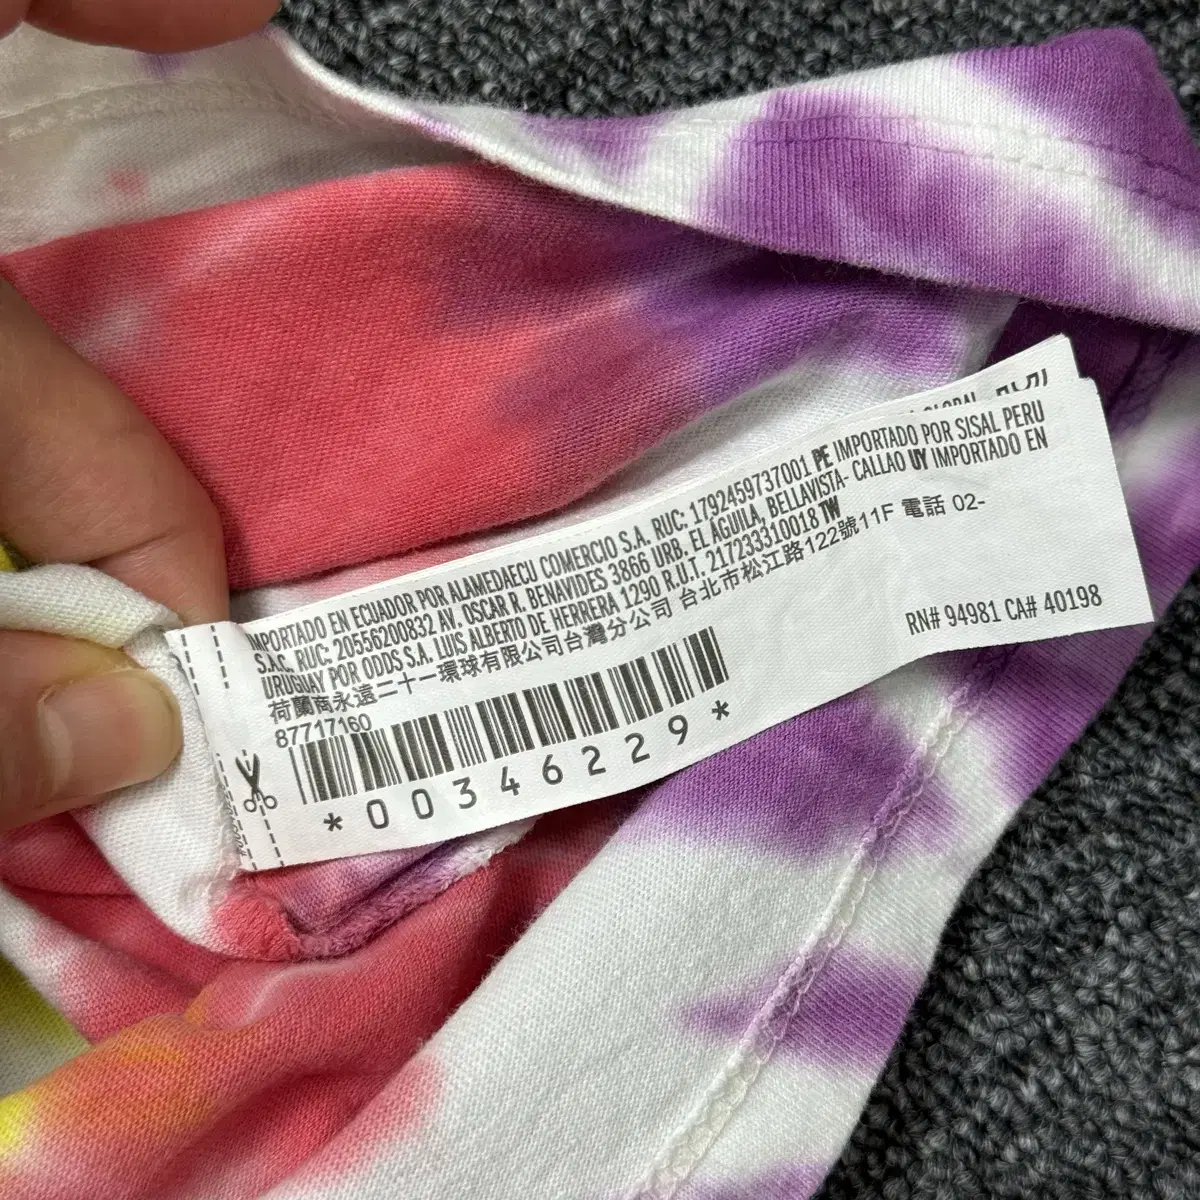 GLOBAL
IMPORTADO EN ECUADOR POR ALAMEDAECU COMERCIO S.A. RUC: 1792459737001 PE IMPORTADO POR SISAL PERU
S.A.C. RUC: 20556200832 AV. OSCAR R. BENAVIDES 3866 URB. EL ÁGUILA, BELLAVISTA- CALLAO UY IMPORTADO EN
URUGUAY POR ODDS S.A. LUIS ALBERTO DE HERRERA 1290 R.U.T. 217233310018 TW
荷蘭商永遠二十一環球有限公司台灣分公司 台北市松江路122號11F 電話 02-
87717160
RN# 94981 CA# 40198
*00346229*